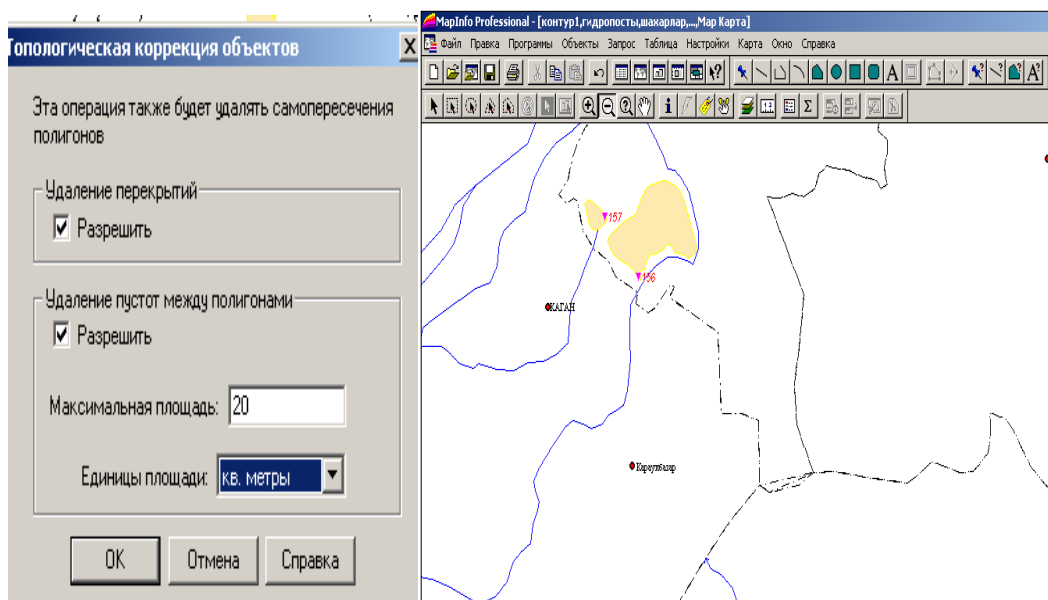 Топологическая коррекция объектов
Эта операция также будет удалять самопересечения
полигонов
Удаление перекрытий
Разрешить
Удаление пустот между полигонами
Разрешить
Максимальная площадь: 20
Единицы площади: кв. метры
ОК Отмена Справка
MapInfo Professional - [контур1,гидропосты,шахарлар,...,Map Карта]
Файл Правка Программы Объекты Запрос Таблица Настройки Карта Окно Справка
157
156
КАГАН
Караулбазар